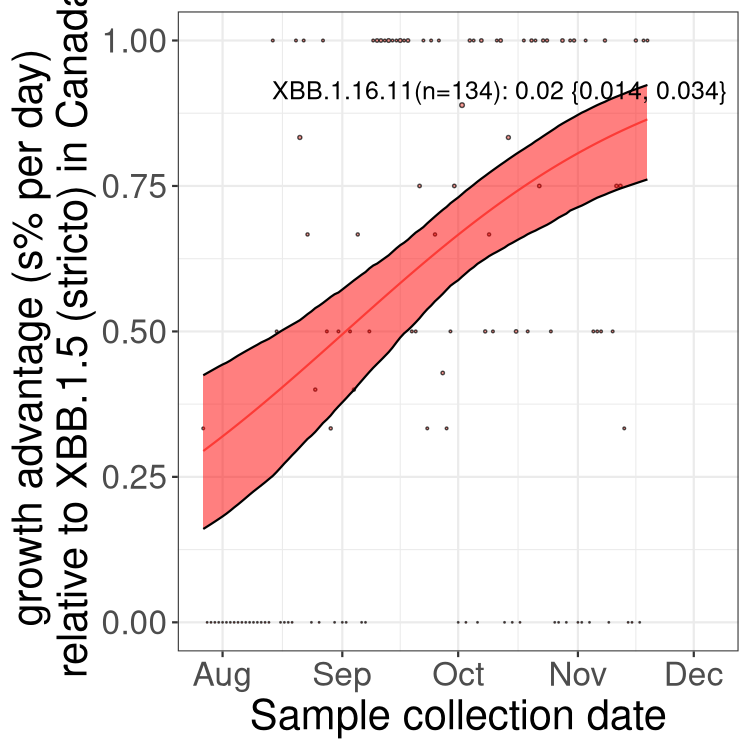 growth advantage (s% per day)
relative to XBB.1.5 (stricto) in Canada
1.00
0.75
0.50
0.25
0.00
XBB.1.16.11(n=134): 0.02 {0.014, 0.034}
Aug Sep Oct Nov Dec
Sample collection date